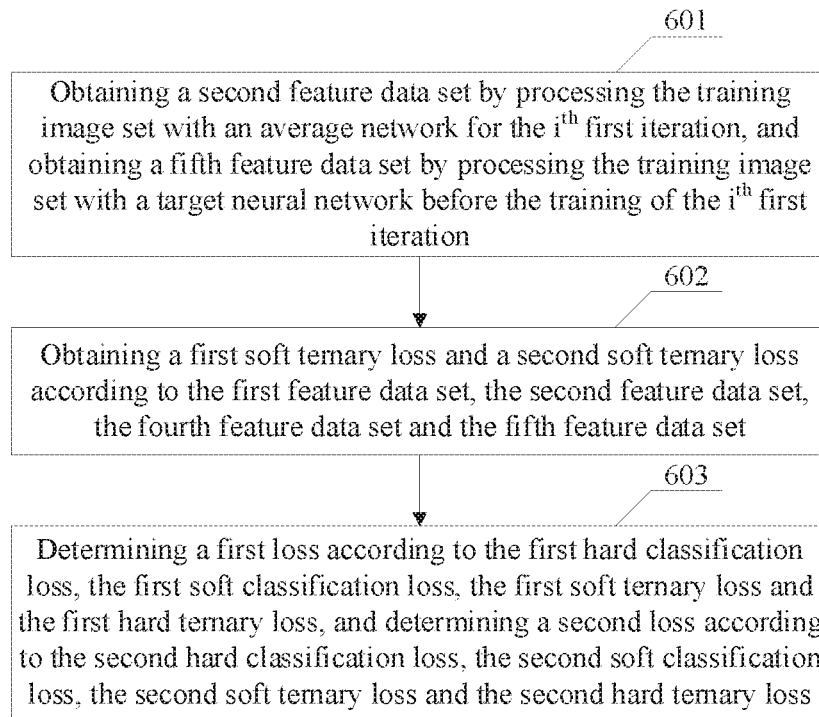 601
Obtaining a second feature data set by processing the training
image set with an average network for the i^th first iteration, and
obtaining a fifth feature data set by processing the training image
set with a target neural network before the training of the i^th first
iteration
602
Obtaining a first soft ternary loss and a second soft ternary loss
according to the first feature data set, the second feature data set,
the fourth feature data set and the fifth feature data set
603
Determining a first loss according to the first hard classification
loss, the first soft classification loss, the first soft ternary loss and
the first hard ternary loss, and determining a second loss according
to the second hard classification loss, the second soft classification
loss, the second soft ternary loss and the second hard ternary loss